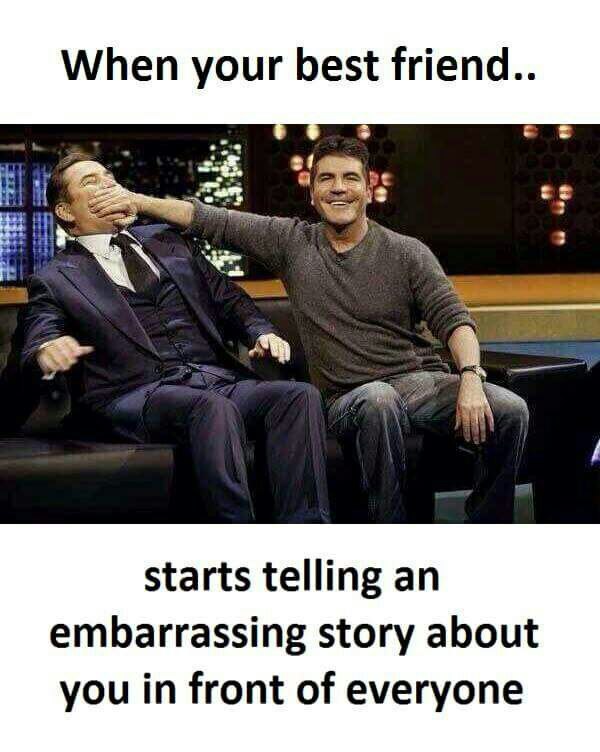 When your best friend..
starts telling an
embarrassing story about
you in front of everyone